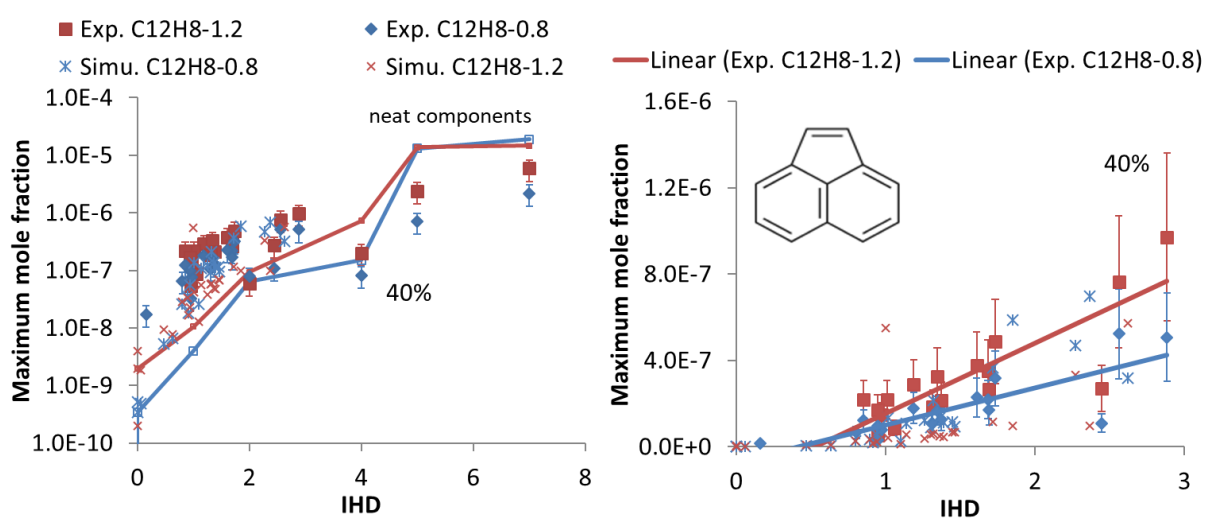 Exp. C12H8-1.2
Exp. C12H8-0.8
Simu. C12H8-0.8
Simu. C12H8-1.2
Maximum mole fraction
1.0E-4
1.0E-5
1.0E-6
1.0E-7
1.0E-8
1.0E-9
1.0E-10
neat components
40%
0
2
4
6
8
IHD
Linear (Exp. C12H8-1.2)
Linear (Exp. C12H8-0.8)
Maximum mole fraction
1.6E-6
1.2E-6
8.0E-7
4.0E-7
0.0E+0
40%
0
1
2
3
IHD